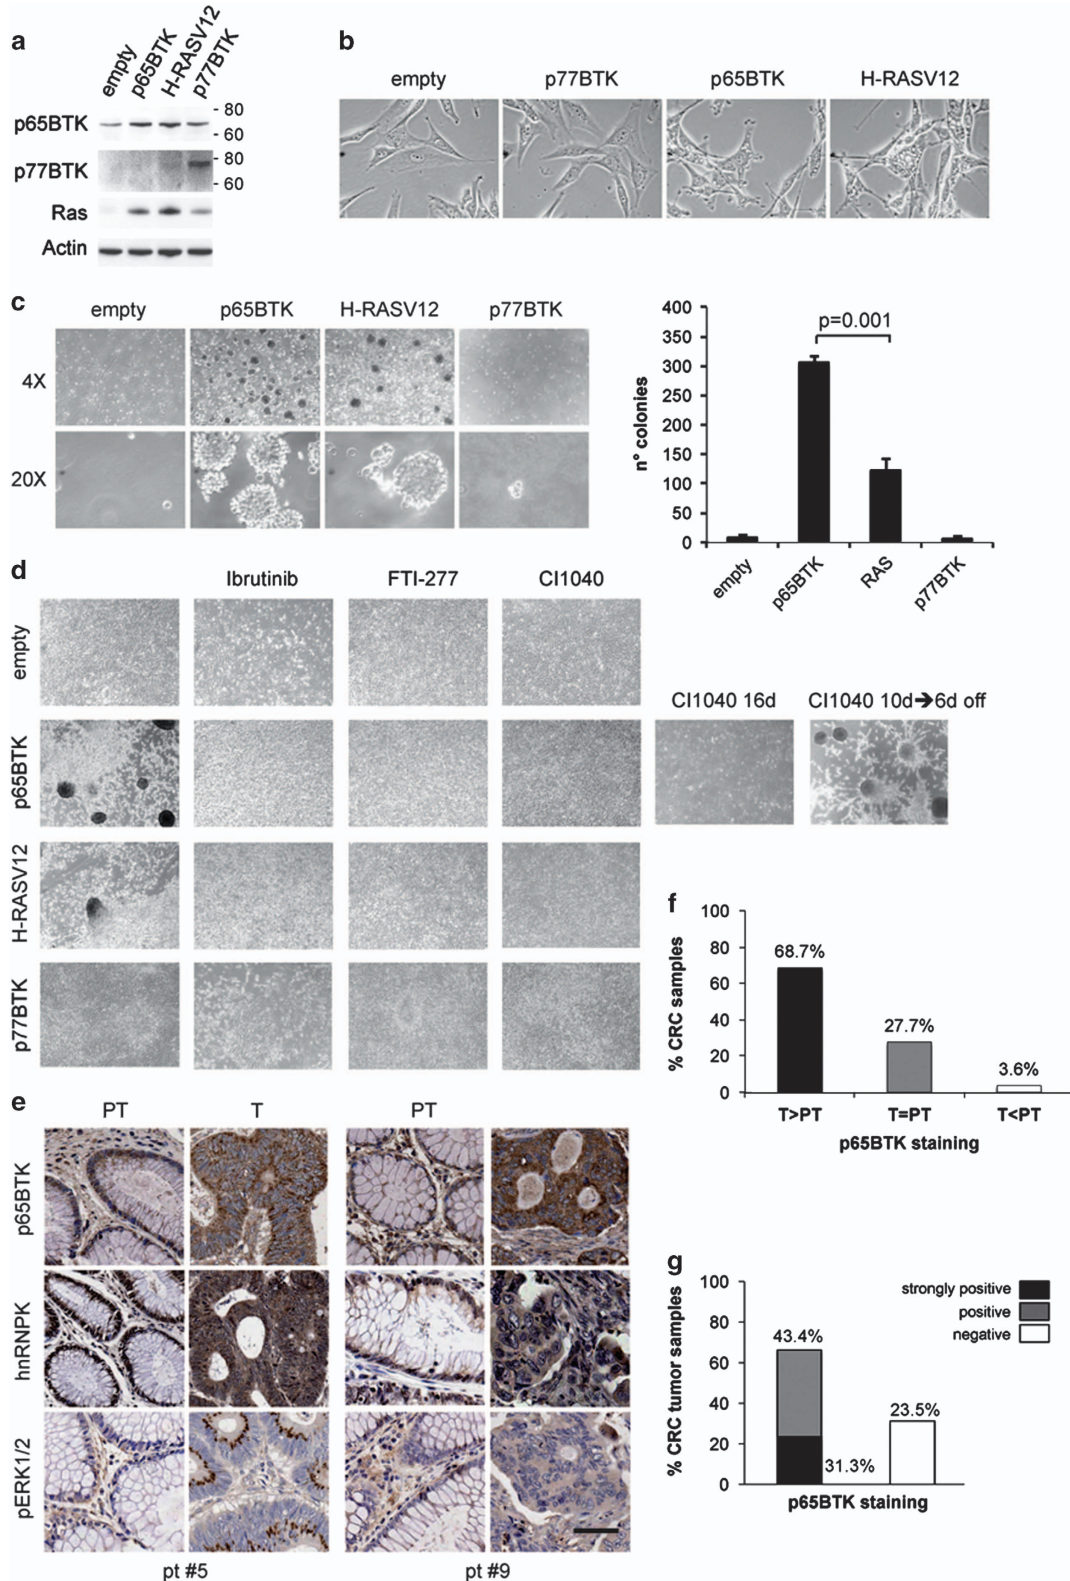 a
empty
p65BTK
H-RASV12
p77BTK
p65BTK
- 80
- 60
p77BTK
- 80
- 60
Ras
Actin
b
empty
p77BTK
p65BTK
H-RASV12
c
empty
p65BTK
H-RASV12
p77BTK
4X
20X
400
350
300
250
200
150
100
50
0
n° colonies
p=0.001
empty
p65BTK
RAS
p77BTK
d
Ibrutinib
FTI-277
CI1040
empty
p65BTK
H-RASV12
p77BTK
CI1040 16d
CI1040 10d➔6d off
e
PT
T
PT
p65BTK
hnRNPK
pERK1/2
pt #5
pt #9
f
100
80
60
40
20
0
% CRC samples
68.7%
27.7%
3.6%
T>PT
T=PT
T<PT
p65BTK staining
g
100
80
60
40
20
0
% CRC tumor samples
strongly positive
positive
negative
43.4%
31.3%
23.5%
p65BTK staining